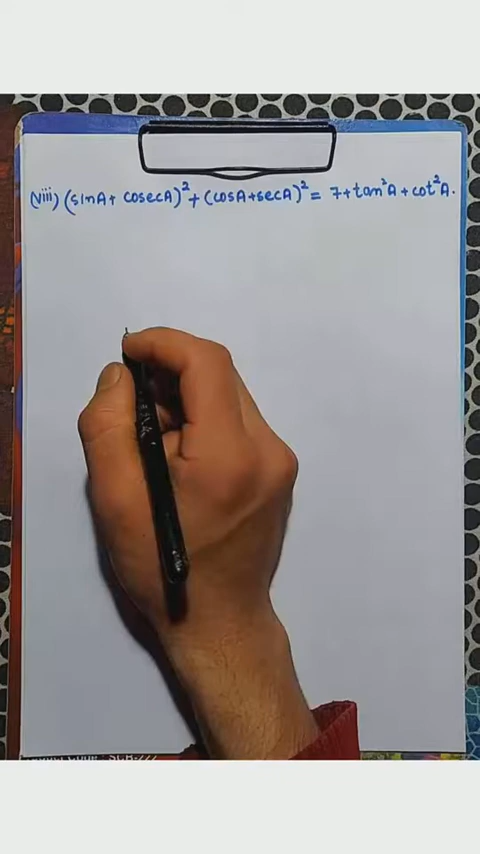 (viii) (sinA+ cosecA)² + (cosA+secA)² = 7+tan²A+cot²A.